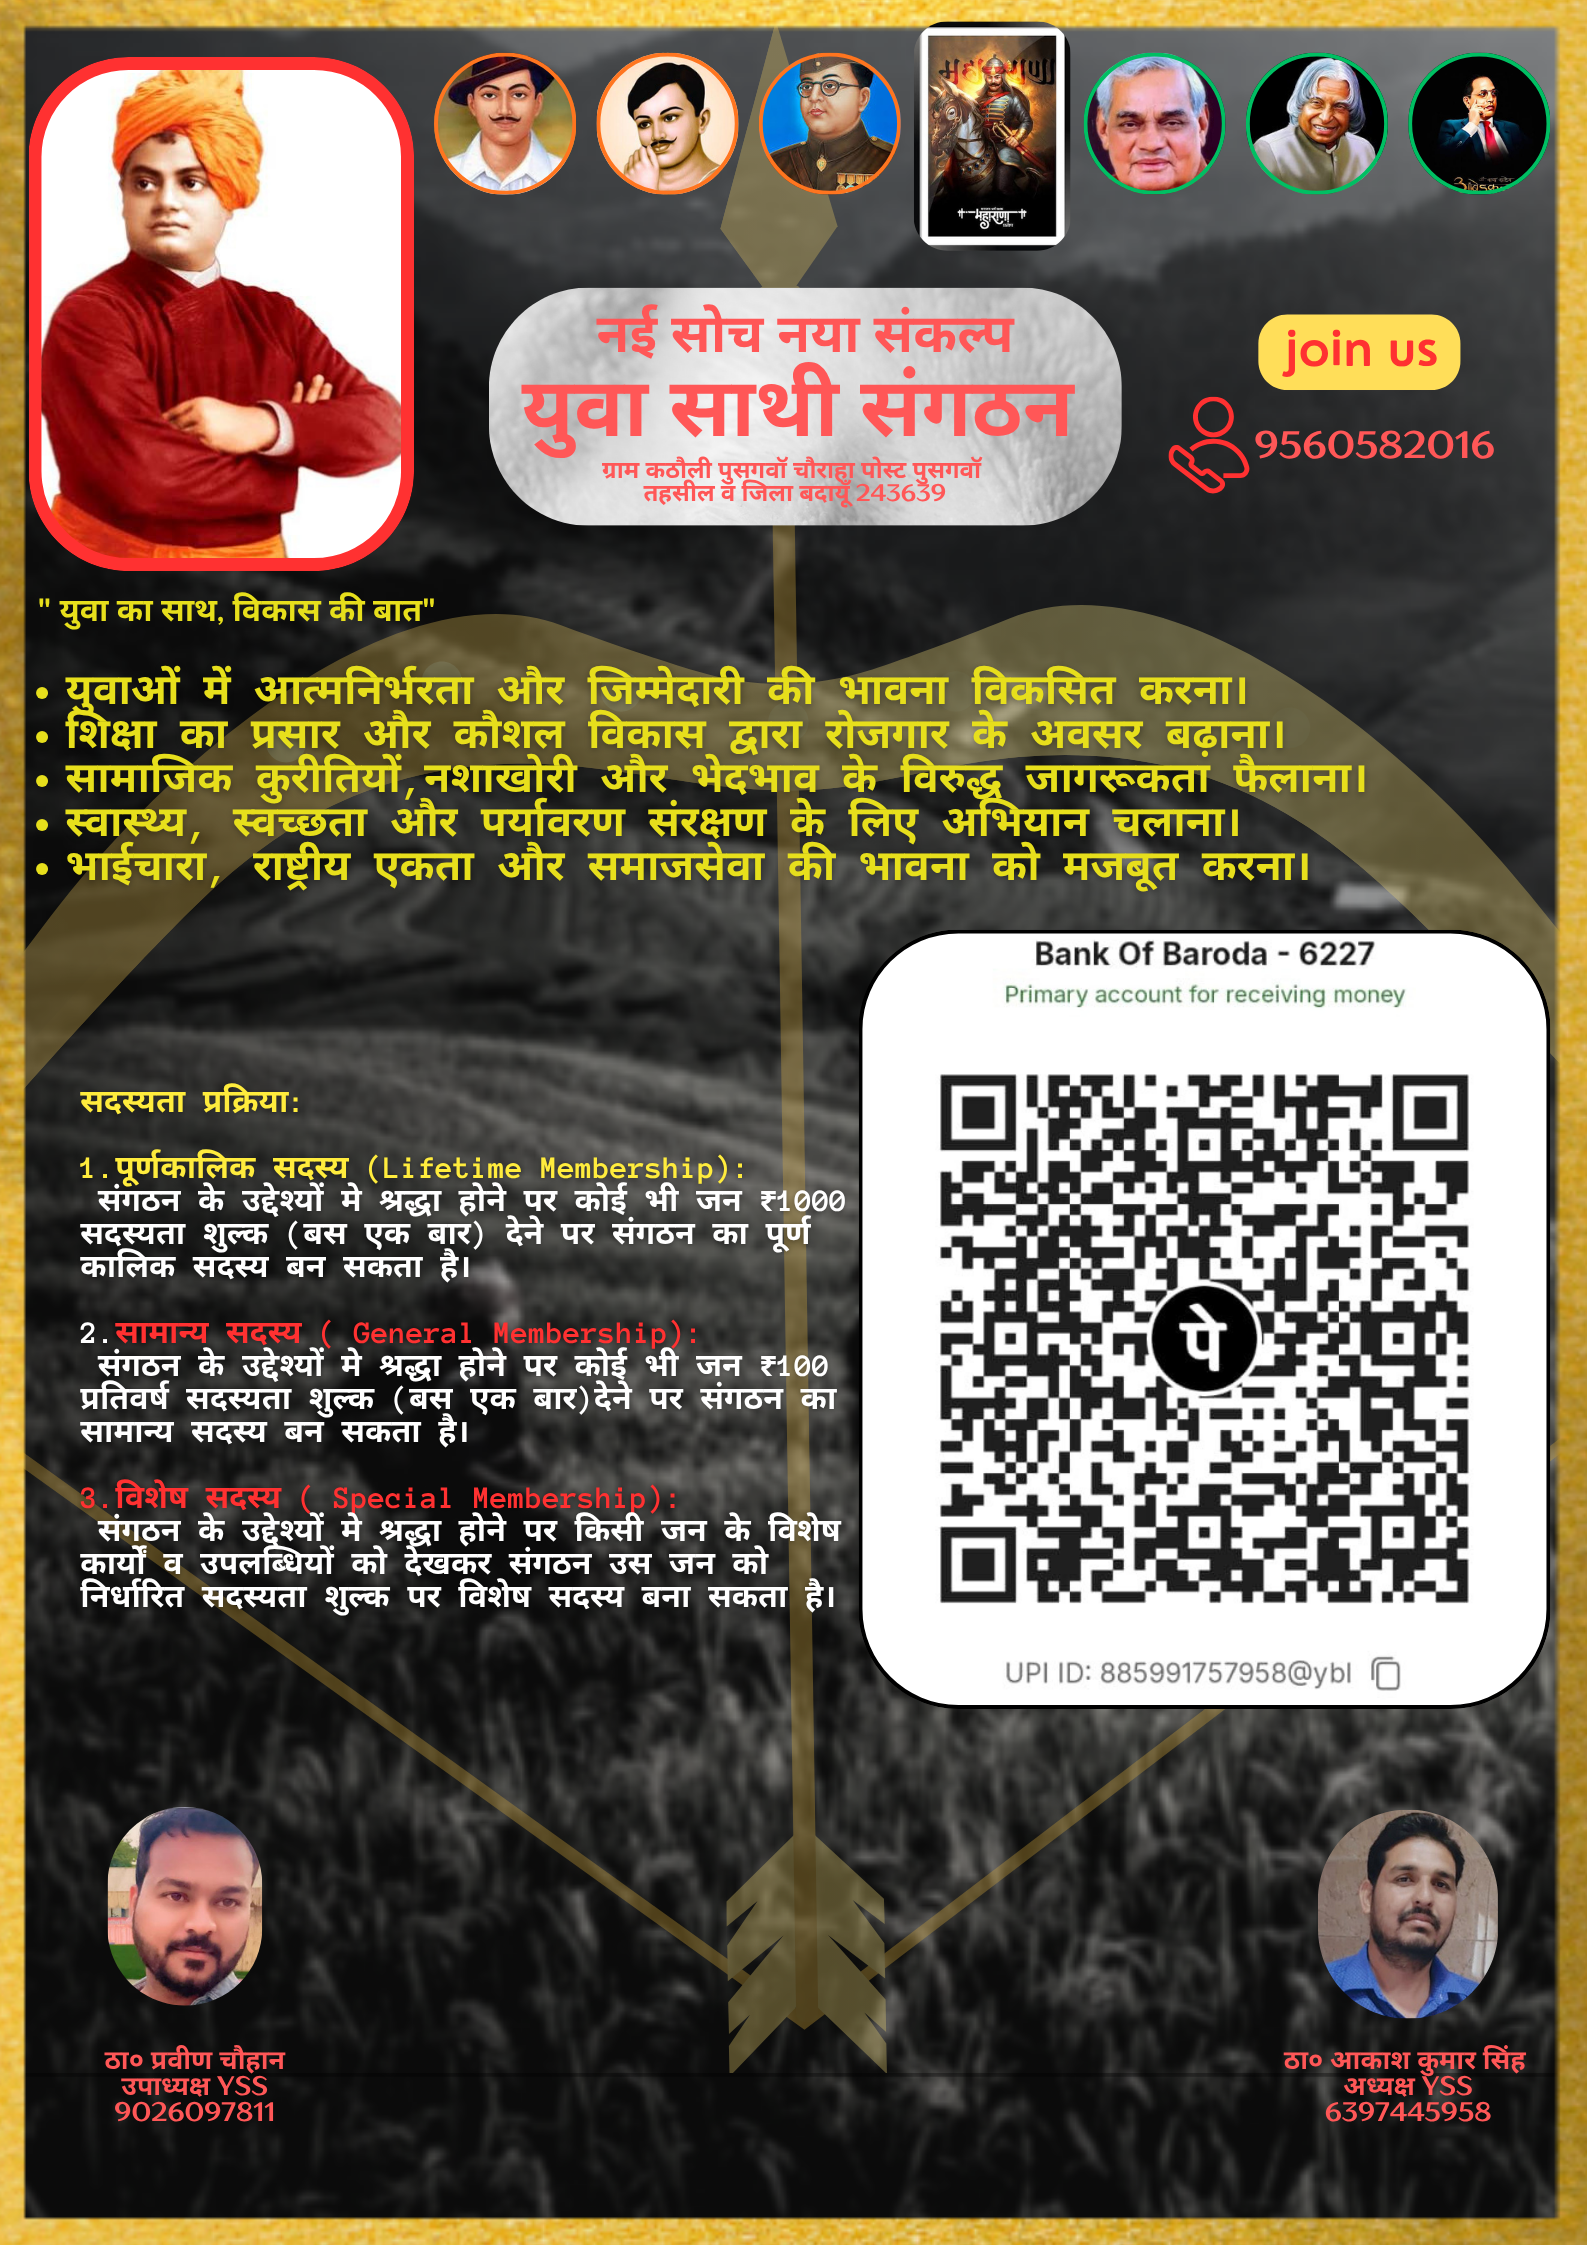 महाराणा
महाराणा
नई सोच नया संकल्प
युवा साथी संगठन
ग्राम कठौली पुसगवॉ चौराहा पोस्ट पुसगवॉ
तहसील व जिला बदायूँ 243639
join us
9560582016
" युवा का साथ, विकास की बात"
• युवाओं में आत्मनिर्भरता और जिम्मेदारी की भावना विकसित करना।
• शिक्षा का प्रसार और कौशल विकास द्वारा रोजगार के अवसर बढ़ाना।
• सामाजिक कुरीतियों,नशाखोरी और भेदभाव के विरुद्ध जागरूकता फैलाना।
• स्वास्थ्य, स्वच्छता और पर्यावरण संरक्षण के लिए अभियान चलाना।
• भाईचारा, राष्ट्रीय एकता और समाजसेवा की भावना को मजबूत करना।
सदस्यता प्रक्रिया:
1.पूर्णकालिक सदस्य (Lifetime Membership):
संगठन के उद्देश्यों मे श्रद्धा होने पर कोई भी जन ₹1000
सदस्यता शुल्क (बस एक बार) देने पर संगठन का पूर्ण
कालिक सदस्य बन सकता है।
2.सामान्य सदस्य ( General Membership):
संगठन के उद्देश्यों मे श्रद्धा होने पर कोई भी जन ₹100
प्रतिवर्ष सदस्यता शुल्क (बस एक बार)देने पर संगठन का
सामान्य सदस्य बन सकता है।
3.विशेष सदस्य ( Special Membership):
संगठन के उद्देश्यों मे श्रद्धा होने पर किसी जन के विशेष
कार्यों व उपलब्धियों को देखकर संगठन उस जन को
निर्धारित सदस्यता शुल्क पर विशेष सदस्य बना सकता है।
Bank Of Baroda - 6227
Primary account for receiving money
पे
UPI ID: 885991757958@ybl
ठा० प्रवीण चौहान
उपाध्यक्ष YSS
9026097811
ठा० आकाश कुमार सिंह
अध्यक्ष YSS
6397445958